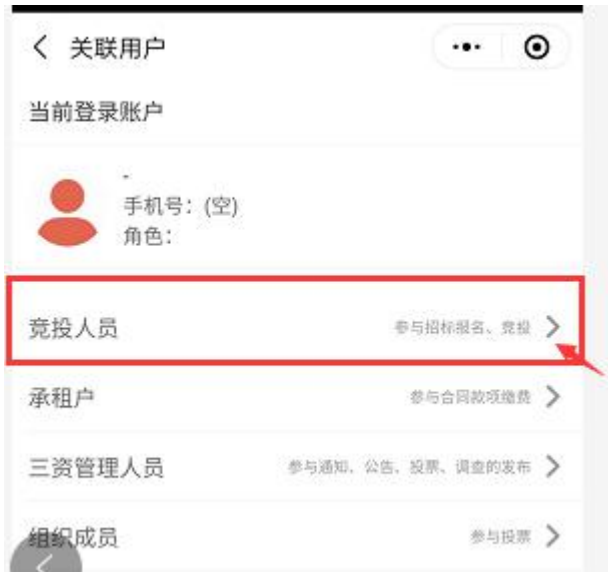 关联用户
当前登录账户
-
手机号：(空)
角色：
竞投人员 参与招标报名、竞投
承租户 参与合同款项缴费
三资管理人员 参与通知、公告、投票、调查的发布
组织成员 参与投票